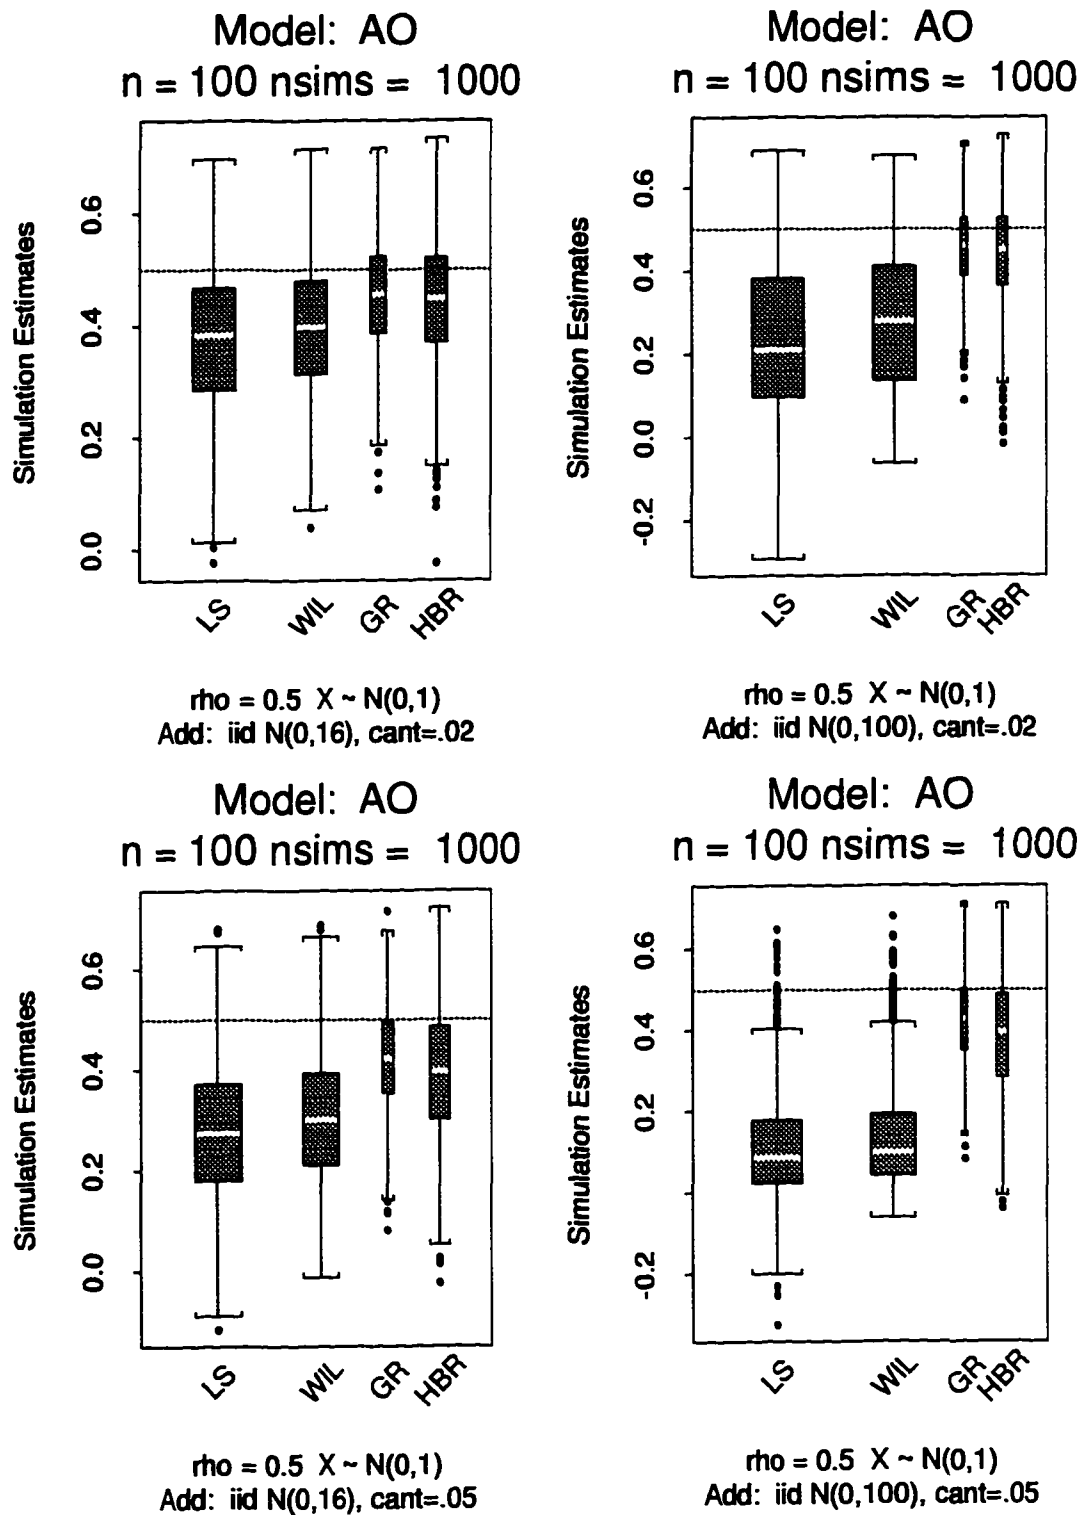 Model: AO
n = 100 nsims = 1000
Simulation Estimates
0.6
0.4
0.2
0.0
LS WIL GR HBR
rho = 0.5 X ~ N(0,1)
Add: iid N(0,16), cant=.02
Model: AO
n = 100 nsims = 1000
Simulation Estimates
0.6
0.4
0.2
0.0
-0.2
LS WIL GR HBR
rho = 0.5 X ~ N(0,1)
Add: iid N(0,100), cant=.02
Model: AO
n = 100 nsims = 1000
Simulation Estimates
0.6
0.4
0.2
0.0
LS WIL GR HBR
rho = 0.5 X ~ N(0,1)
Add: iid N(0,16), cant=.05
Model: AO
n = 100 nsims = 1000
Simulation Estimates
0.6
0.4
0.2
-0.2
LS WIL GR HBR
rho = 0.5 X ~ N(0,1)
Add: iid N(0,100), cant=.05